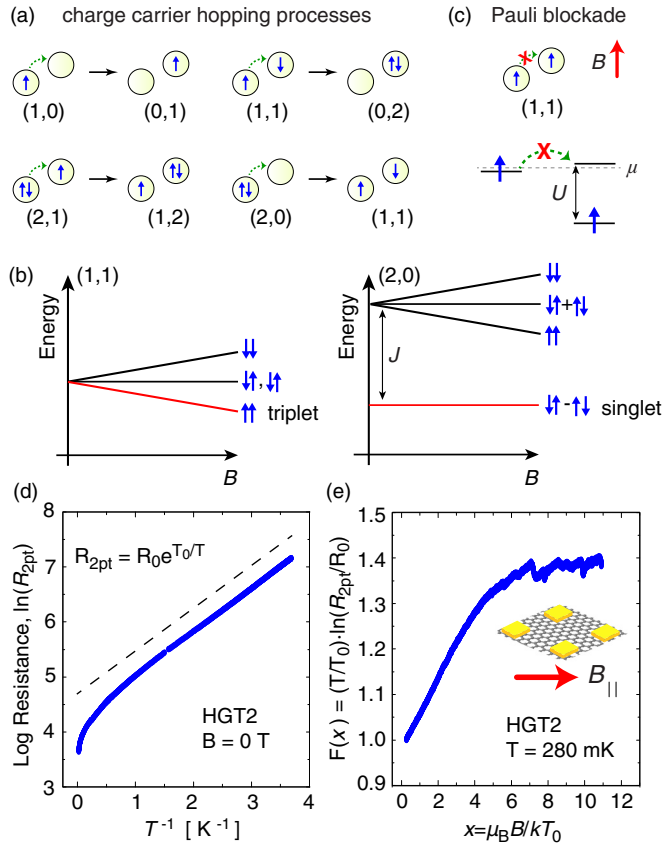 (a) charge carrier hopping processes
(1,0) (0,1) (1,1) (0,2)
(2,1) (1,2) (2,0) (1,1)
(c) Pauli blockade
X
B
(1,1)
X
μ
U
(b)
(1,1)
Energy
↓↓
↓↑,↓↑
↑↑ triplet
B
(2,0)
Energy
J
↓↓
↓↑+↑↓
↑↑
↓↑-↑↓ singlet
B
(d)
Log Resistance, ln(R2pt)
8
7
6
5
4
3
R2pt = R0e^T0/T
HGT2
B = 0 T
0 1 2 3 4
T⁻¹ [ K⁻¹ ]
(e)
F(x) = (T/T0)·ln(R2pt/R0)
1.5
1.4
1.3
1.2
1.1
1.0
0.9
B||
HGT2
T = 280 mK
0 2 4 6 8 10 12
x=μBB/kT0